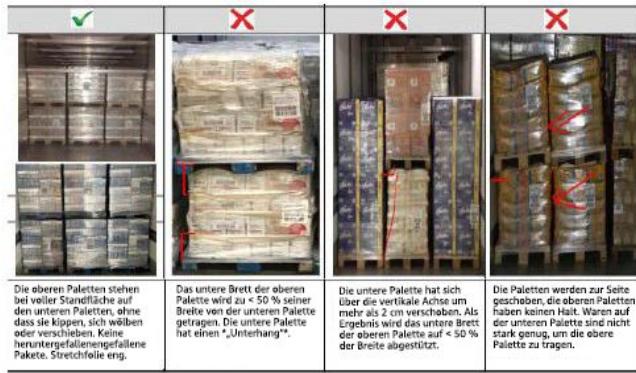 Die oberen Paletten stehen
bei voller Standfläche auf
den unteren Paletten, ohne
dass sie kippen, sich wölben
oder verschieben. Keine
heruntergefallenengefallene
Pakete. Stretchfolie eng.
Das untere Brett der oberen
Palette wird zu < 50 % seiner
Breite von der unteren Palette
getragen. Die untere Palette
hat einen *„Unterhang"*.
Die untere Palette hat sich
über die vertikale Achse um
mehr als 2 cm verschoben. Als
Ergebnis wird das untere Brett
der oberen Palette auf < 50 %
der Breite abgestützt.
Die Paletten werden zur Seite
geschoben, die oberen Paletten
haben keinen Halt. Waren auf
der unteren Palette sind nicht
stark genug, um die obere
Palette zu tragen.